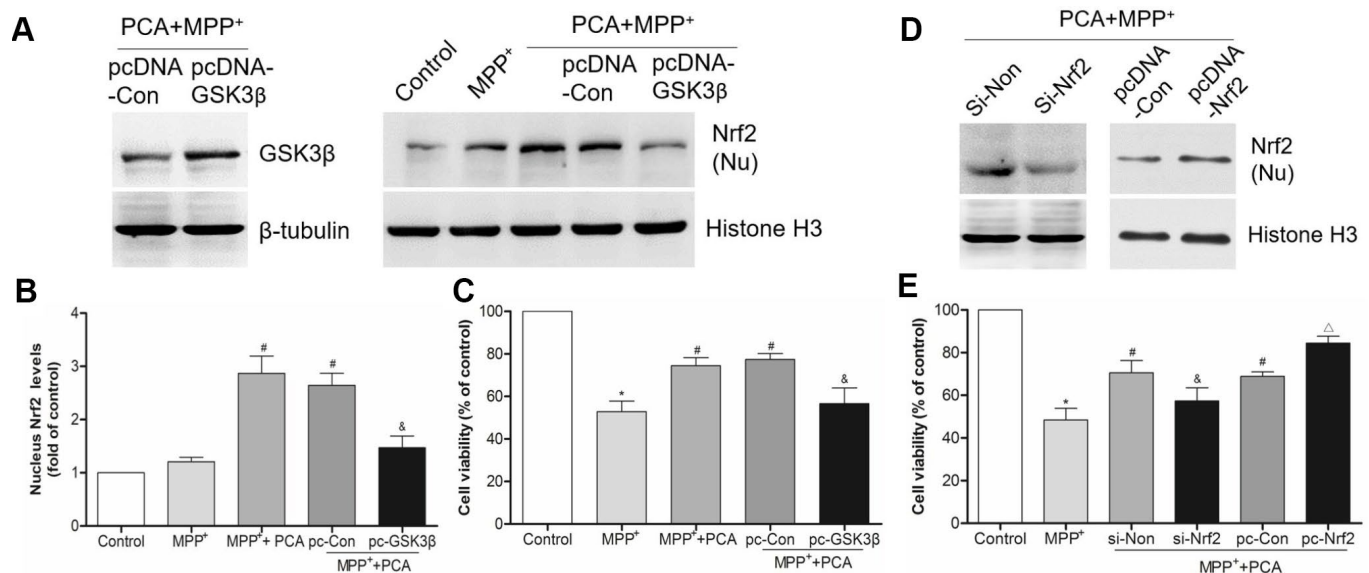 A
PCA+MPP⁺
pcDNA
-Con
pcDNA-
GSK3β
GSK3β
β-tubulin
Control
MPP⁺
PCA+MPP⁺
pcDNA
-Con
pcDNA-
GSK3β
Nrf2
(Nu)
Histone H3
D
PCA+MPP⁺
Si-Non
Si-Nrf2
pcDNA
-Con
pcDNA
-Nrf2
Nrf2
(Nu)
Histone H3
B
Nucleus Nrf2 levels
(fold of control)
4
3
2
1
0
#
#
&
Control
MPP⁺
MPP⁺+ PCA
pc-Con
pc-GSK3β
MPP⁺+PCA
C
Cell viability (% of control)
100
80
60
40
20
0
*
#
#
&
Control
MPP⁺
MPP⁺+PCA
pc-Con
pc-GSK3β
MPP⁺+PCA
E
Cell viability (% of control)
100
80
60
40
20
0
*
#
&
#
△
Control
MPP⁺
si-Non
si-Nrf2
pc-Con
pc-Nrf2
MPP⁺+PCA